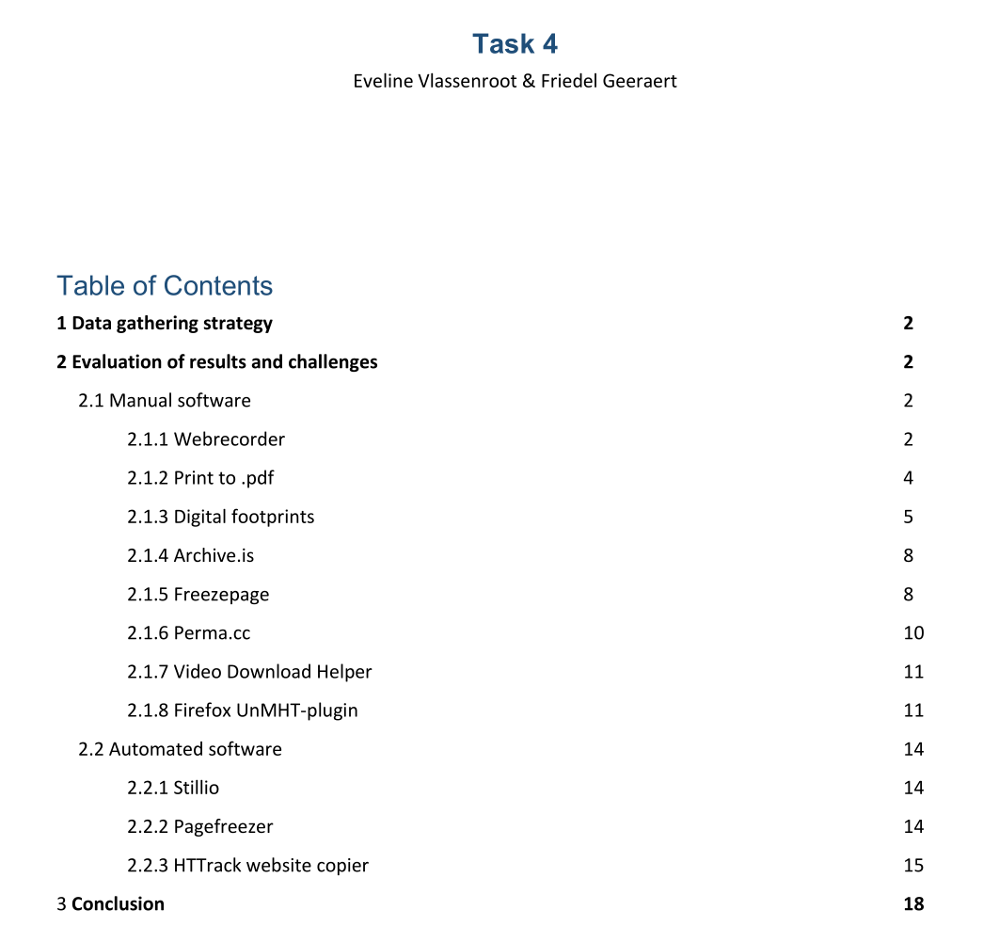 Task 4
Eveline Vlassenroot & Friedel Geeraert
Table of Contents
1 Data gathering strategy 2
2 Evaluation of results and challenges 2
2.1 Manual software 2
2.1.1 Webrecorder 2
2.1.2 Print to .pdf 4
2.1.3 Digital footprints 5
2.1.4 Archive.is 8
2.1.5 Freezepage 8
2.1.6 Perma.cc 10
2.1.7 Video Download Helper 11
2.1.8 Firefox UnMHT-plugin 11
2.2 Automated software 14
2.2.1 Stillio 14
2.2.2 Pagefreezer 14
2.2.3 HTTrack website copier 15
3 Conclusion 18